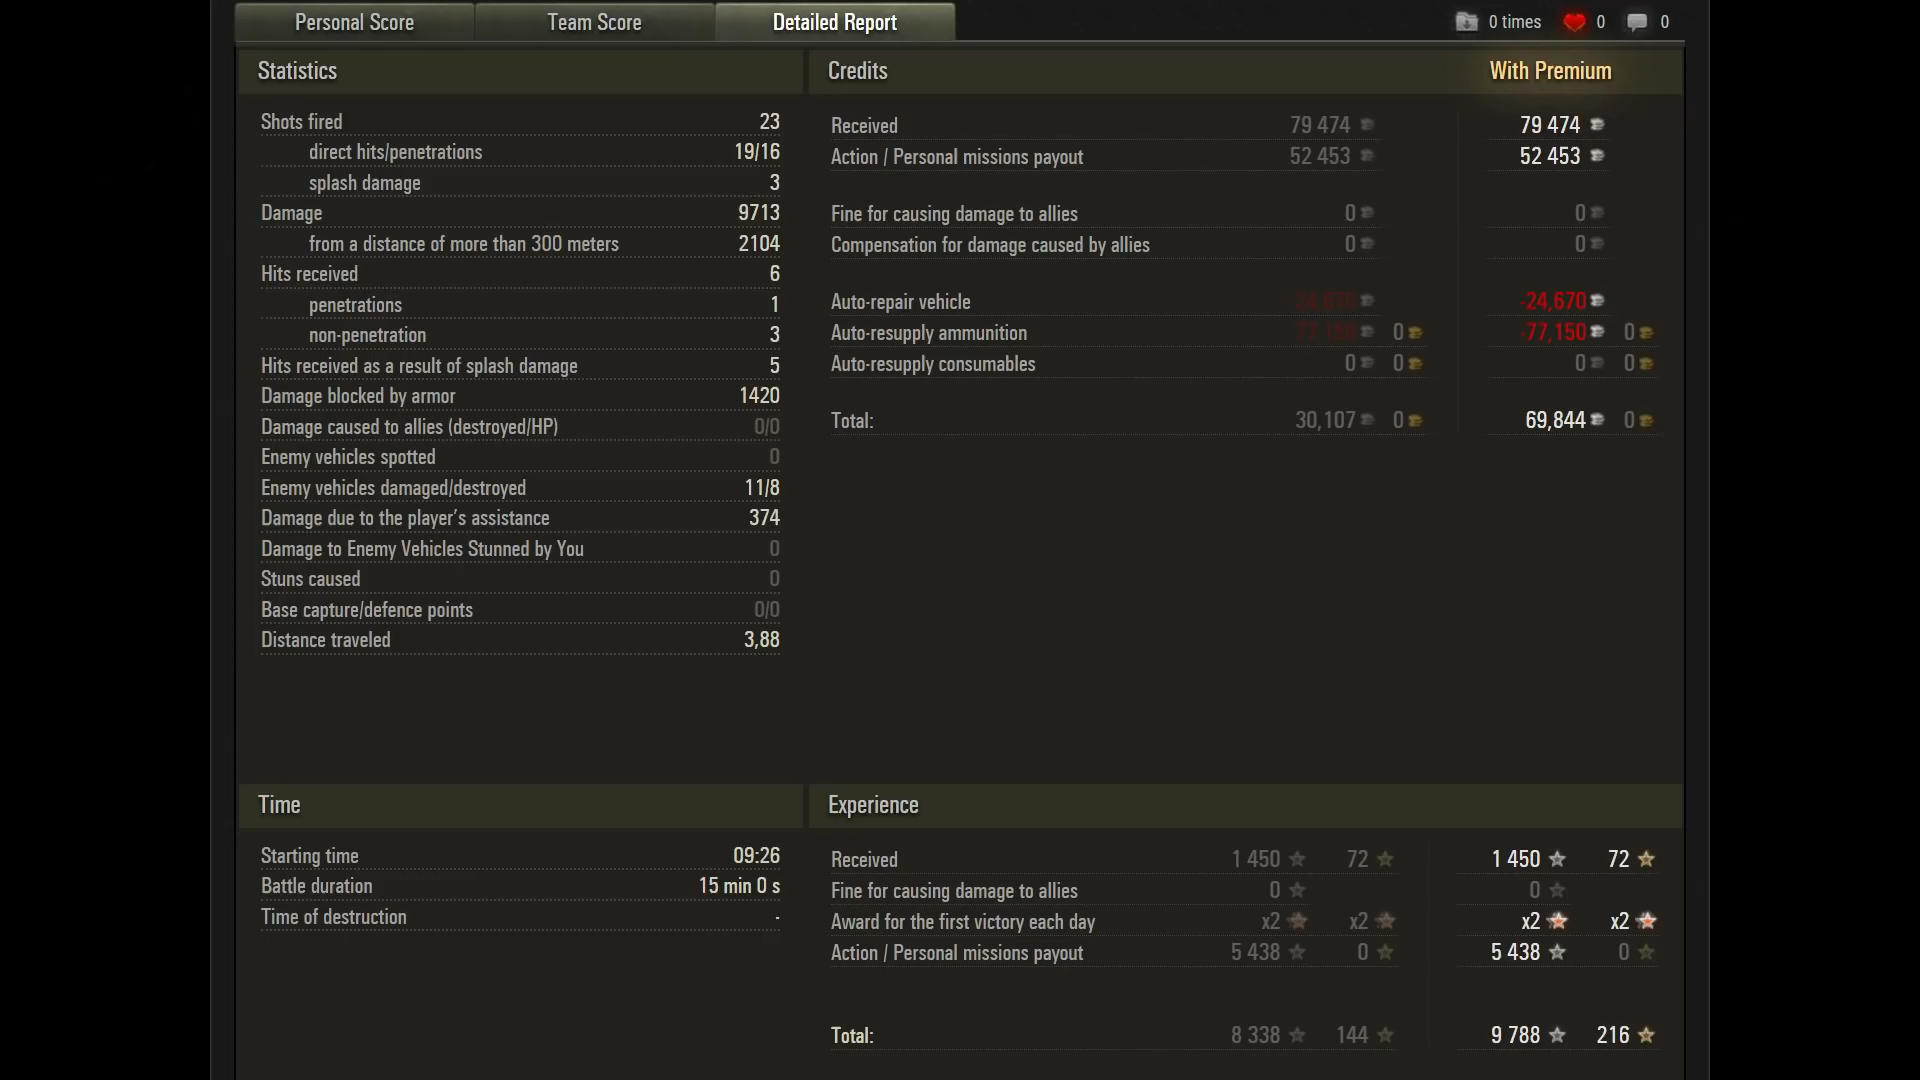 Personal Score
Team Score
Detailed Report
0 times
0
0
Statistics
Shots fired 23
direct hits/penetrations 19/16
splash damage 3
Damage 9713
from a distance of more than 300 meters 2104
Hits received 6
penetrations 1
non-penetration 3
Hits received as a result of splash damage 5
Damage blocked by armor 1420
Damage caused to allies (destroyed/HP) 0/0
Enemy vehicles spotted 0
Enemy vehicles damaged/destroyed 11/8
Damage due to the player's assistance 374
Damage to Enemy Vehicles Stunned by You 0
Stuns caused 0
Base capture/defence points 0/0
Distance traveled 3,88
Credits With Premium
Received 79 474 79 474
Action / Personal missions payout 52 453 52 453
Fine for causing damage to allies 0 0
Compensation for damage caused by allies 0 0
Auto-repair vehicle -24,670 -24,670
Auto-resupply ammunition -77,150 0 -77,150 0
Auto-resupply consumables 0 0 0 0
Total: 30,107 0 69,844 0
Time
Starting time 09:26
Battle duration 15 min 0 s
Time of destruction -
Experience
Received 1 450 72 1 450 72
Fine for causing damage to allies 0 0
Award for the first victory each day x2 x2 x2 x2
Action / Personal missions payout 5 438 0 5 438 0
Total: 8 338 144 9 788 216